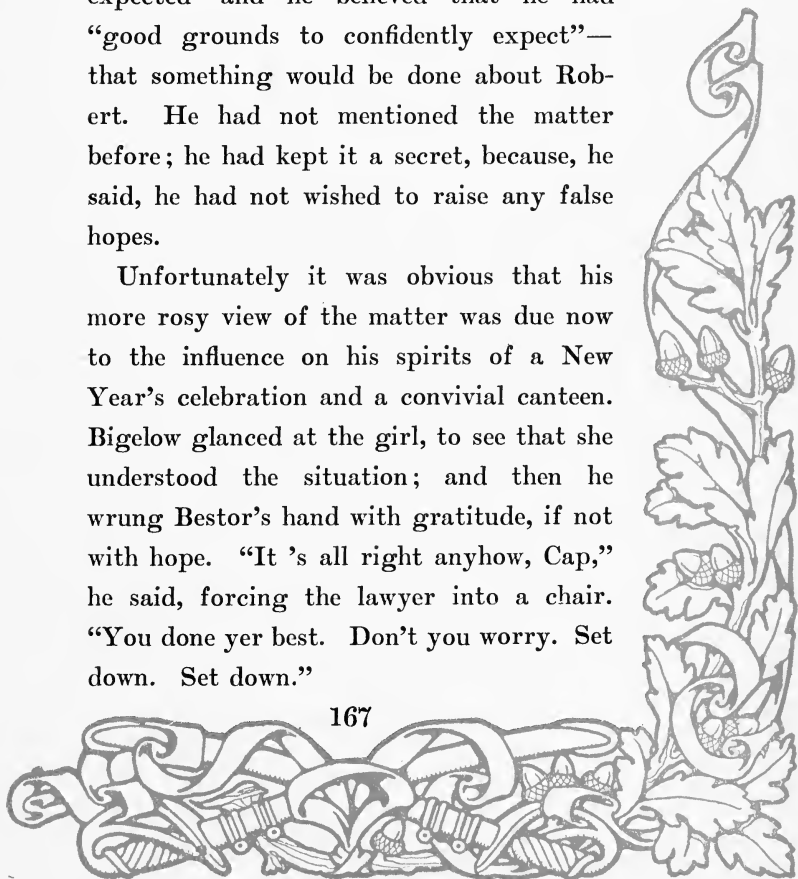 expected—and he believed that he had
“good grounds to confidently expect”—
that something would be done about Rob-
ert. He had not mentioned the matter
before; he had kept it a secret, because, he
said, he had not wished to raise any false
hopes.
Unfortunately it was obvious that his
more rosy view of the matter was due now
to the influence on his spirits of a New
Year’s celebration and a convivial canteen.
Bigelow glanced at the girl, to see that she
understood the situation; and then he
wrung Bestor’s hand with gratitude, if not
with hope. “It ’s all right anyhow, Cap,”
he said, forcing the lawyer into a chair.
“You done yer best. Don’t you worry. Set
down. Set down.”
167